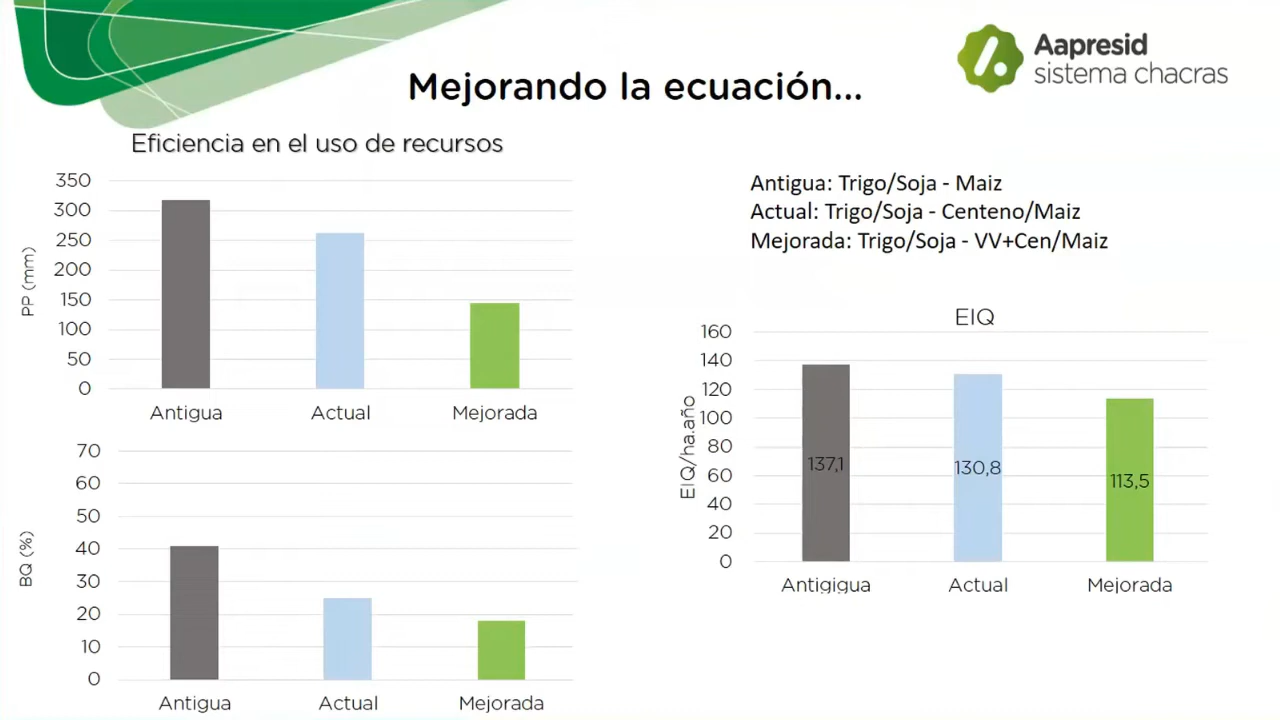 Mejorando la ecuación...
Aapresid
sistema chacras
Eficiencia en el uso de recursos
350
300
250
200
150
100
50
0
PP (mm)
Antigua
Actual
Mejorada
70
60
50
40
30
20
10
0
BQ (%)
Antigua
Actual
Mejorada
Antigua: Trigo/Soja - Maiz
Actual: Trigo/Soja - Centeno/Maiz
Mejorada: Trigo/Soja - VV+Cen/Maiz
EIQ
160
140
120
100
80
60
40
20
0
EIQ/ha.año
137,1
130,8
113,5
Antigigua
Actual
Mejorada